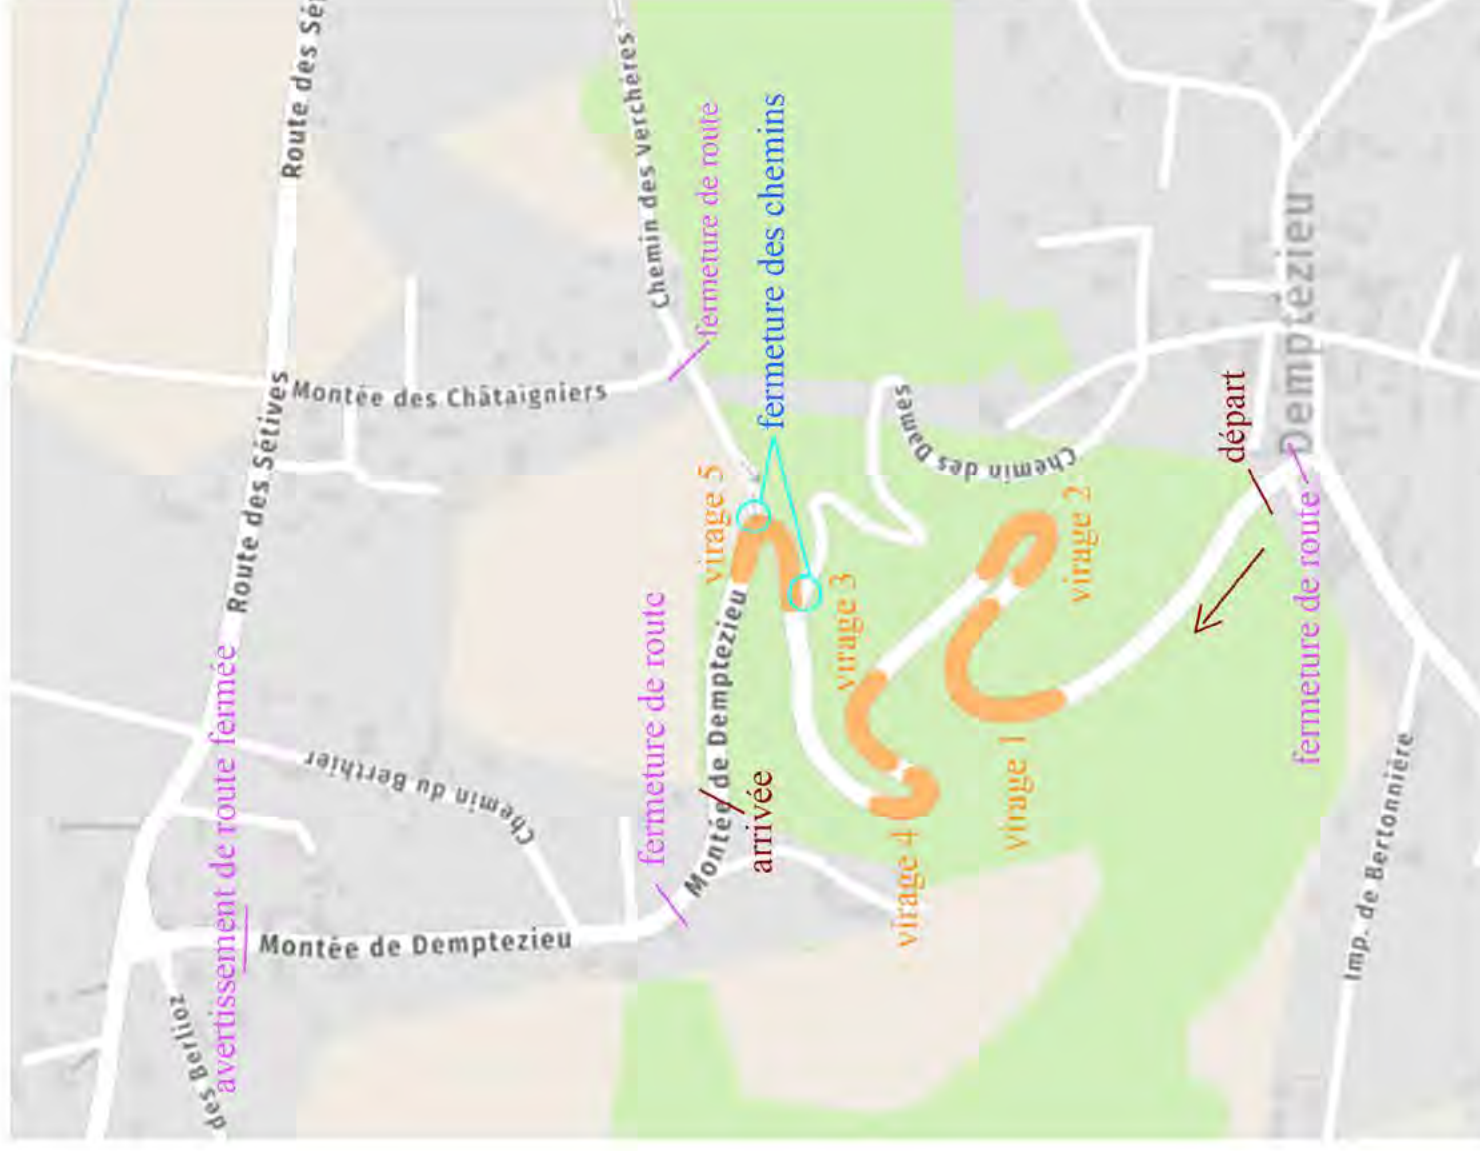 Route des Sé
Route des Sétives
avertissement de route fermée
des Berlioz
Montée des Châtaigniers
Chemin du Berthier
Montée de Demptezieu
Chemin des verchères
fermeture de route
fermeture des chemins
virage 5
fermeture de route
Montée de Demptezieu
arrivée
virage 3
virage 4
Chemin des Dames
virage 2
virage 1
départ
Demptézieu
fermeture de route
Imp. de Bertonnière